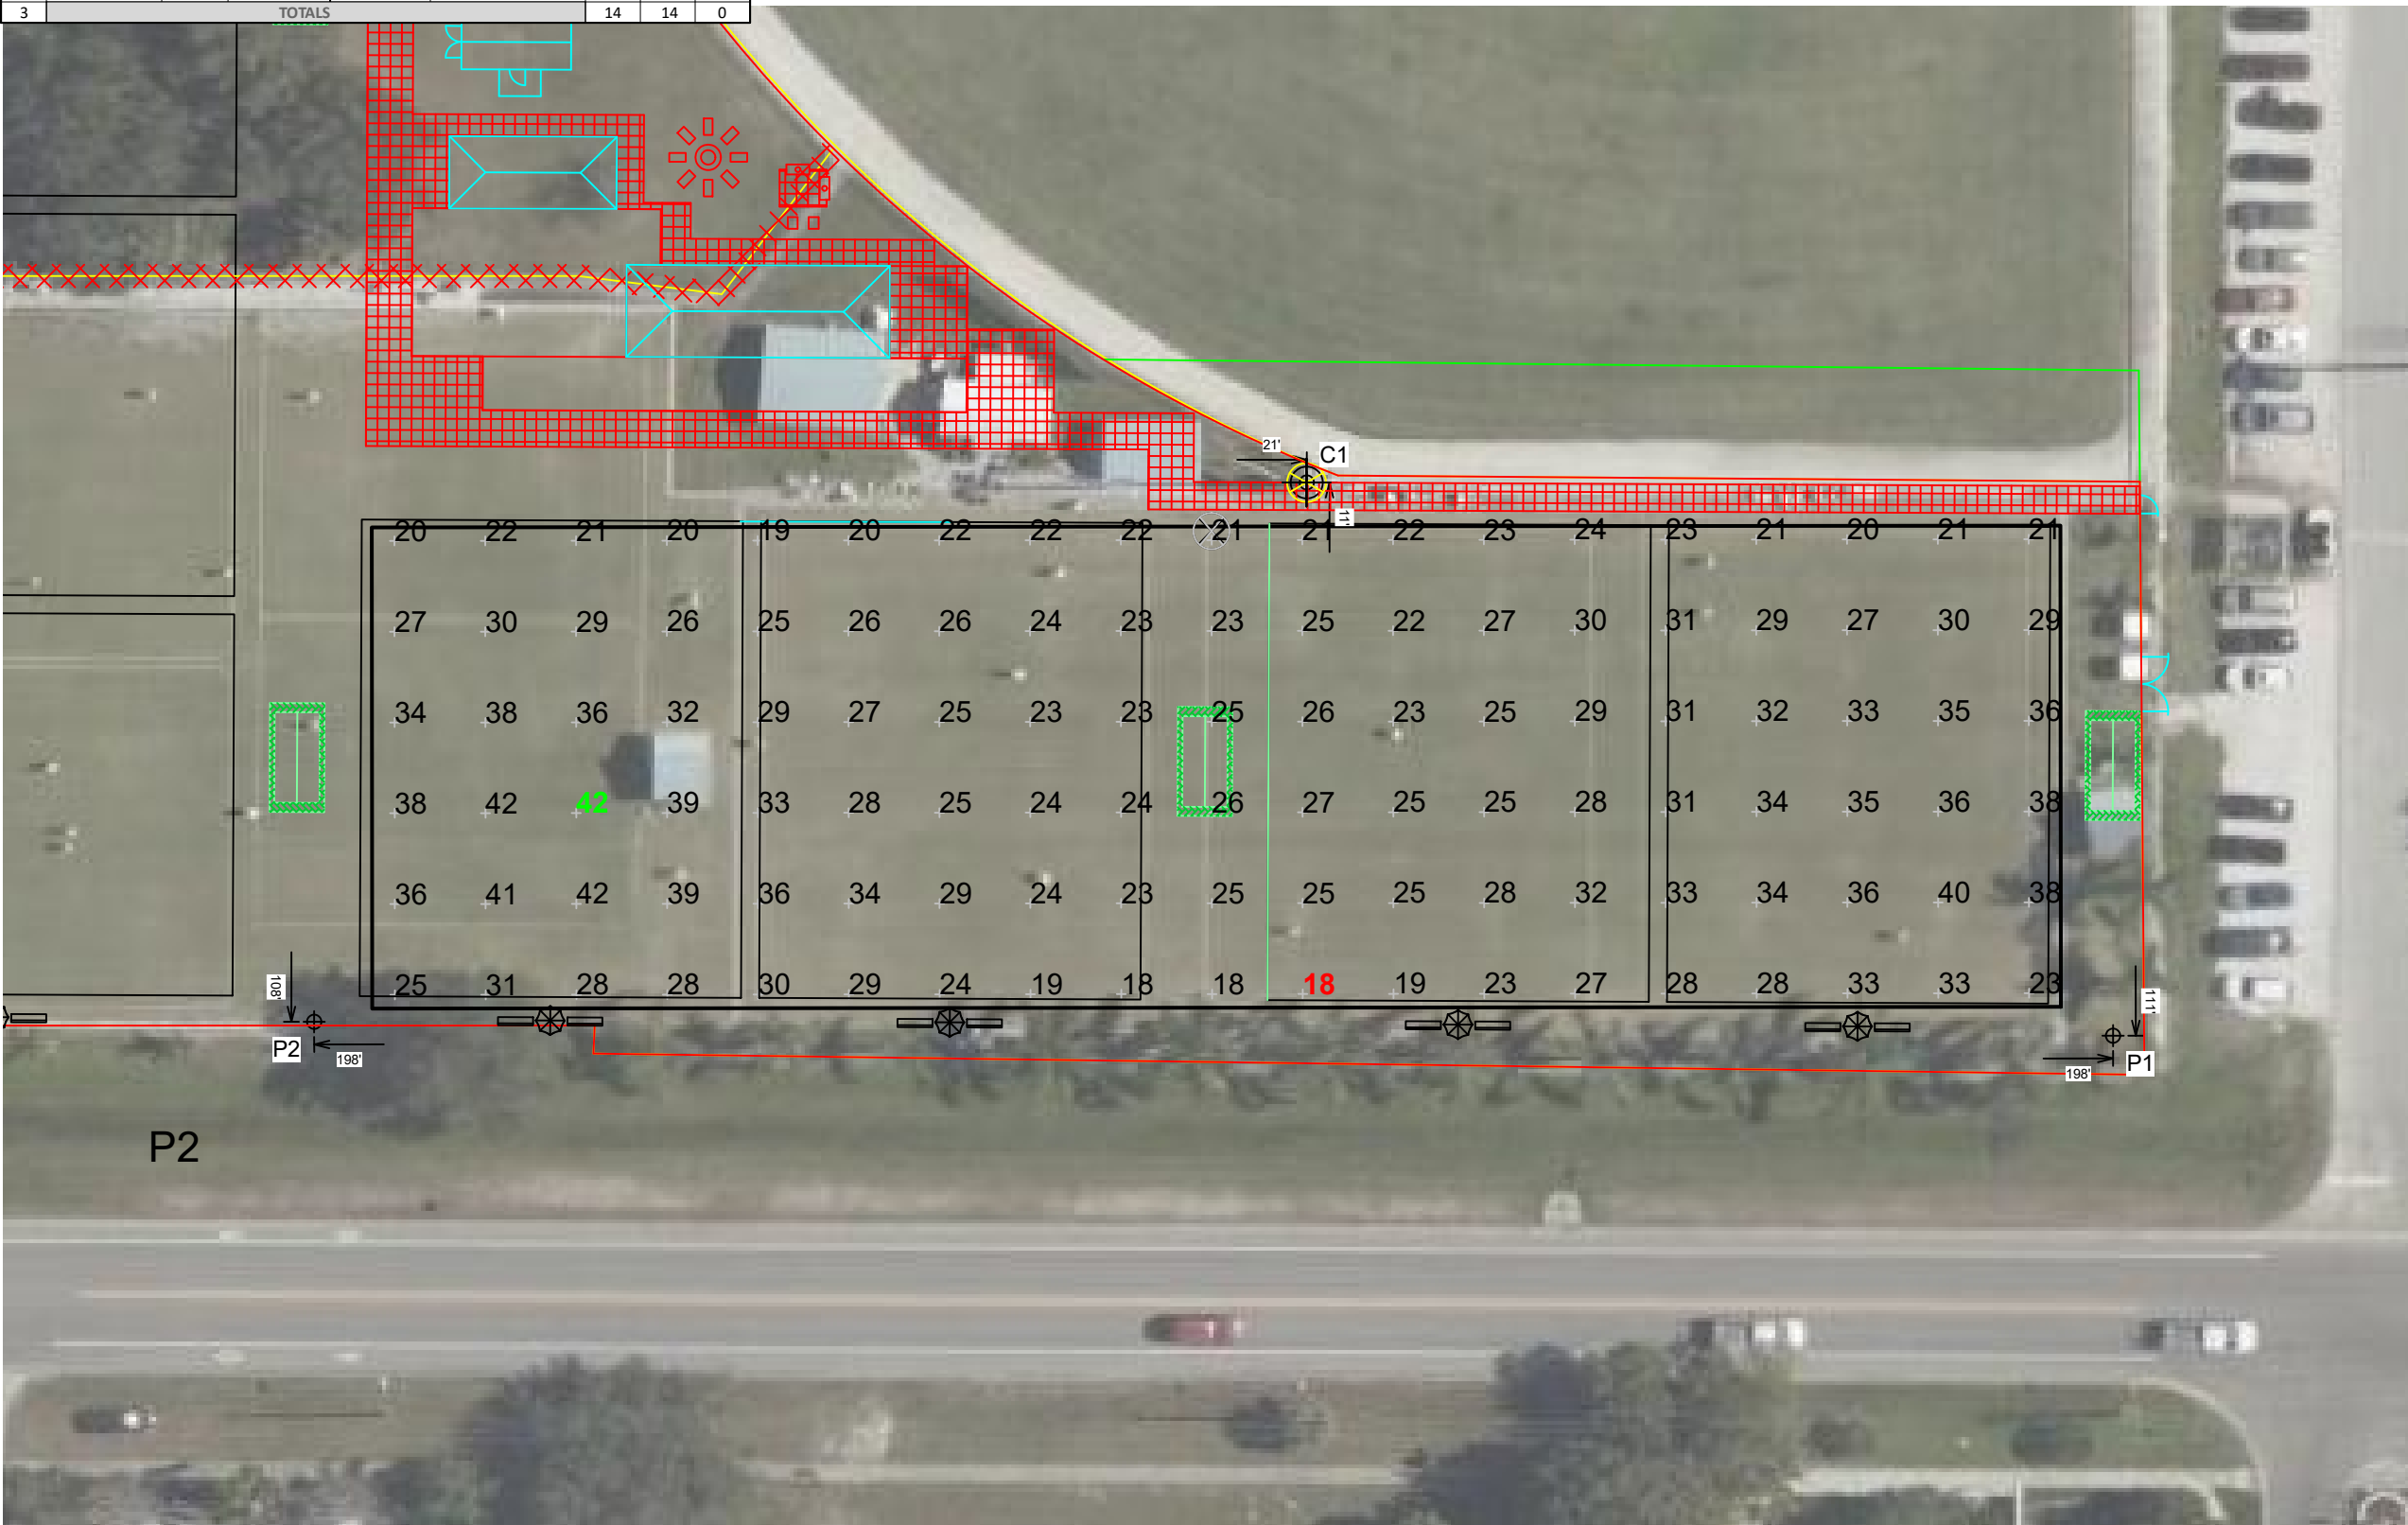 3 TOTALS 14 14 0
21' C1
11'
20 22 21 20 19 20 22 22 22 21 21 22 23 24 23 21 20 21 21
27 30 29 26 25 26 26 24 23 23 25 22 27 30 31 29 27 30 29
34 38 36 32 29 27 25 23 23 25 26 23 25 29 31 32 33 35 36
38 42 42 39 33 28 25 24 24 26 27 25 25 28 31 34 35 36 38
36 41 42 39 36 34 29 24 23 25 25 25 28 32 33 34 36 40 38
25 31 28 28 30 29 24 19 18 18 18 19 23 27 28 28 33 33 23
108' 111'
P2 198' 198' P1
P2